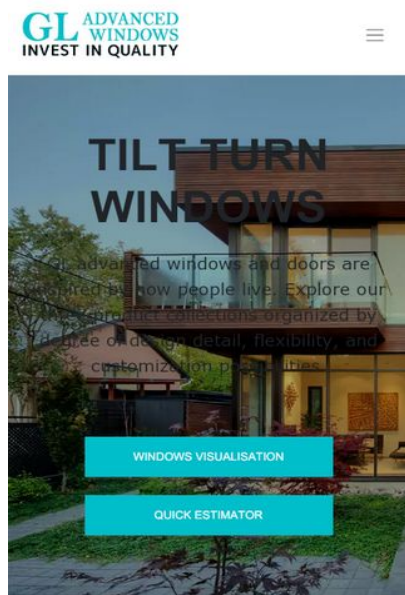 GL ADVANCED
WINDOWS
INVEST IN QUALITY
TILT TURN
WINDOWS
GL advanced windows and doors are
inspired by how people live. Explore our
product collections organized by
degree of design detail, flexibility, and
customization possibilities.
WINDOWS VISUALISATION
QUICK ESTIMATOR